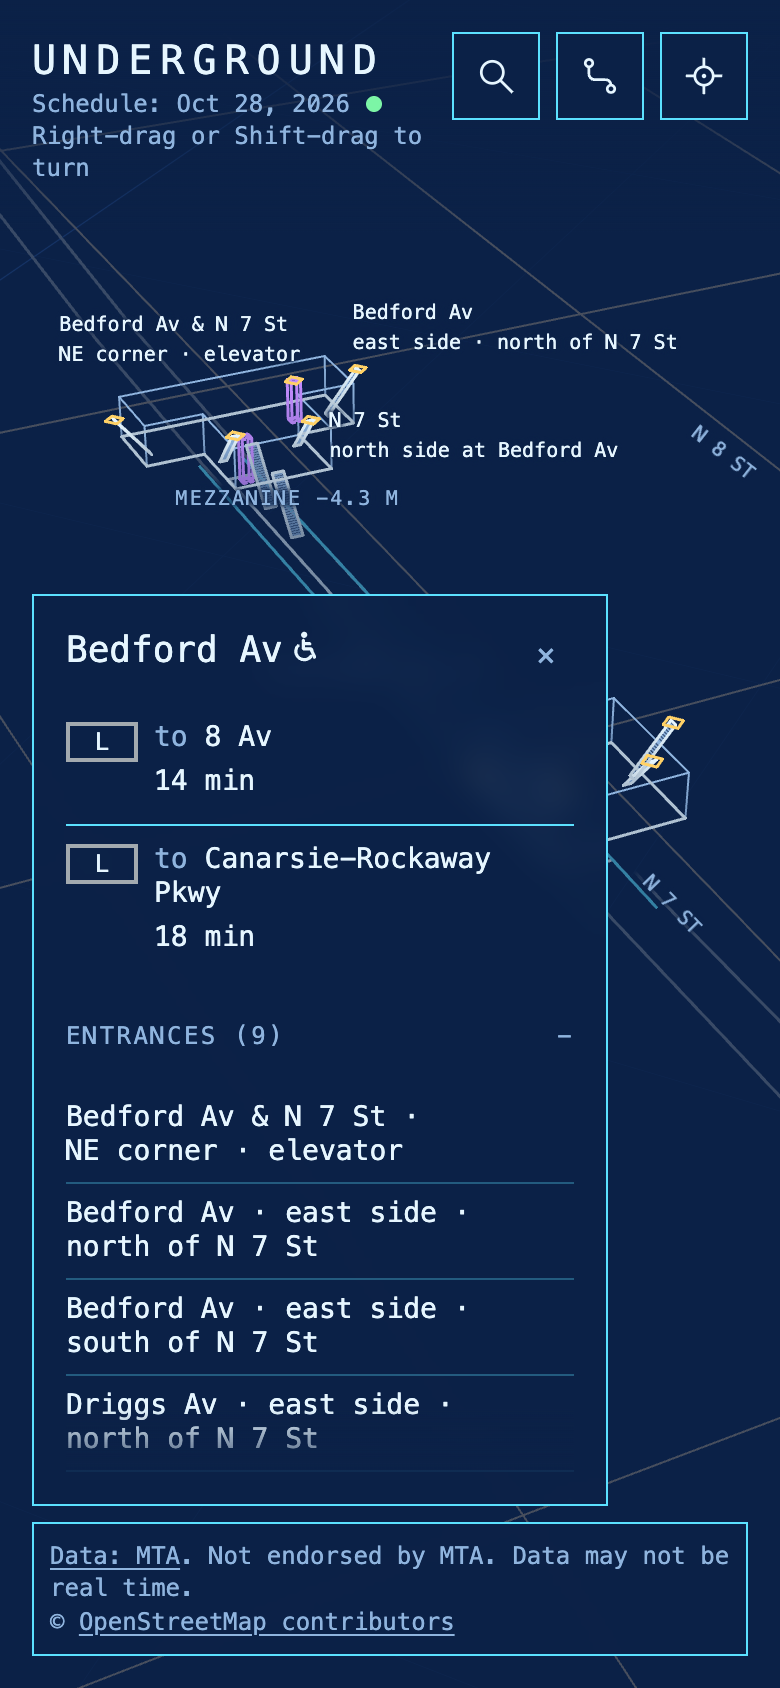 UNDERGROUND
Schedule: Oct 28, 2026
Right-drag or Shift-drag to
turn
Bedford Av & N 7 St
NE corner · elevator
Bedford Av
east side · north of N 7 St
N 7 St
north side at Bedford Av
N 8 ST
MEZZANINE -4.3 M
Bedford Av
×
L to 8 Av
14 min
L to Canarsie-Rockaway
Pkwy
18 min
N 7 ST
ENTRANCES (9) −
Bedford Av & N 7 St ·
NE corner · elevator
Bedford Av · east side ·
north of N 7 St
Bedford Av · east side ·
south of N 7 St
Driggs Av · east side ·
north of N 7 St
Data: MTA. Not endorsed by MTA. Data may not be
real time.
© OpenStreetMap contributors